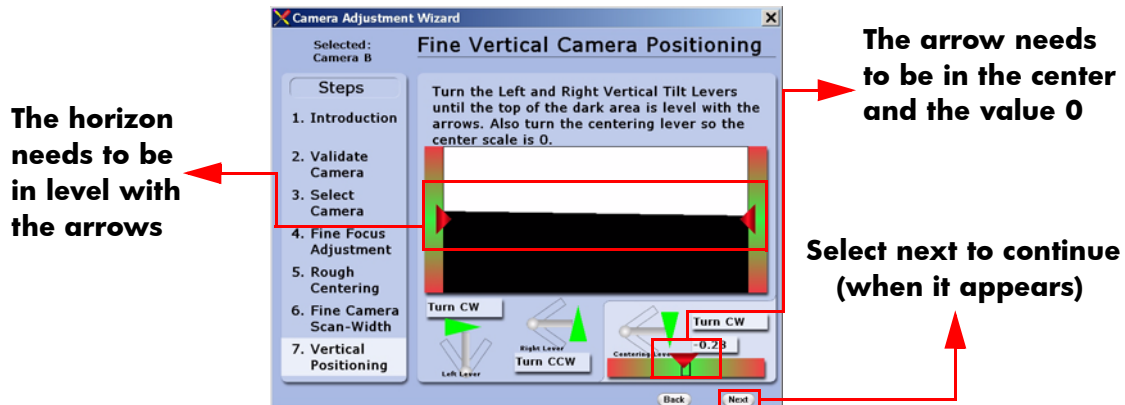 Camera Adjustment Wizard
Selected:
Camera B
Fine Vertical Camera Positioning
Steps
1. Introduction
2. Validate
Camera
3. Select
Camera
4. Fine Focus
Adjustment
5. Rough
Centering
6. Fine Camera
Scan-Width
7. Vertical
Positioning
Turn the Left and Right Vertical Tilt Levers
until the top of the dark area is level with the
arrows. Also turn the centering lever so the
center scale is 0.
Turn CW
Left Lever
Right Lever
Turn CCW
Turn CW
Centering
-0.28
Back
Next
The horizon
needs to be
in level with
the arrows
The arrow needs
to be in the center
and the value 0
Select next to continue
(when it appears)